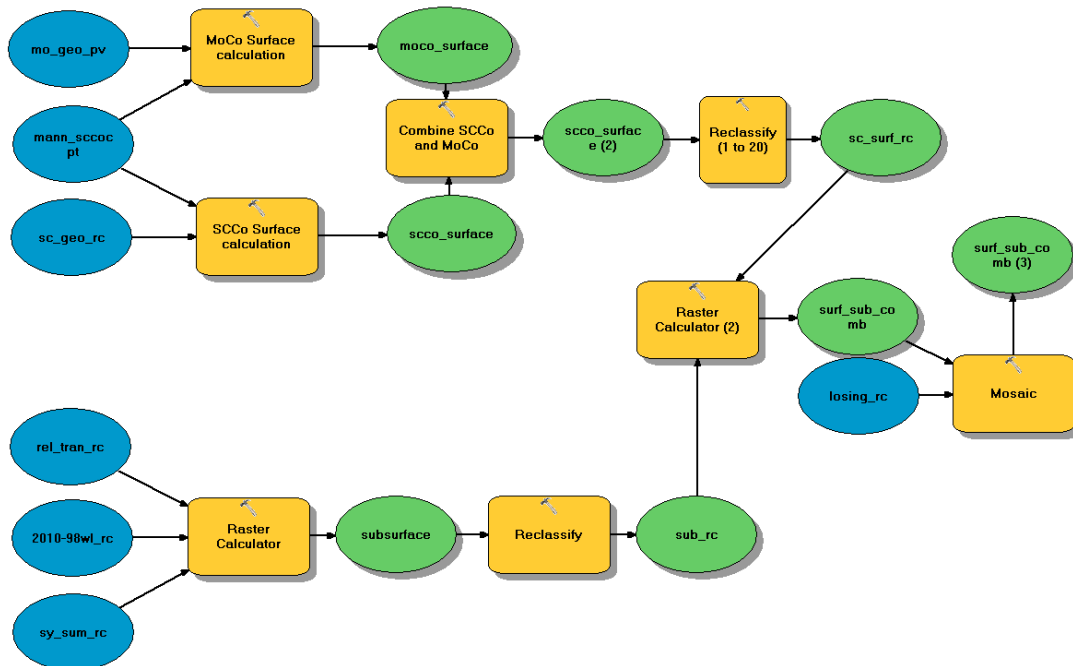 mo_geo_pv
MoCo Surface
calculation
moco_surface
mann_sccoc
pt
Combine SCCo
and MoCo
scco_surfac
e (2)
Reclassify
(1 to 20)
sc_surf_rc
sc_geo_rc
SCCo Surface
calculation
scco_surface
surf_sub_co
mb (3)
Raster
Calculator (2)
surf_sub_co
mb
losing_rc
Mosaic
rel_tran_rc
2010-98wl_rc
Raster
Calculator
subsurface
Reclassify
sub_rc
sy_sum_rc